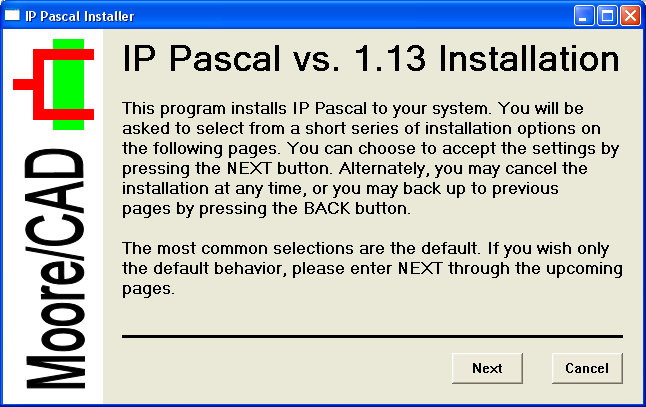 IP Pascal Installer
IP Pascal vs. 1.13 Installation
This program installs IP Pascal to your system. You will be
asked to select from a short series of installation options on
the following pages. You can choose to accept the settings by
pressing the NEXT button. Alternately, you may cancel the
installation at any time, or you may back up to previous
pages by pressing the BACK button.
The most common selections are the default. If you wish only
the default behavior, please enter NEXT through the upcoming
pages.
Moore/CAD
Next
Cancel